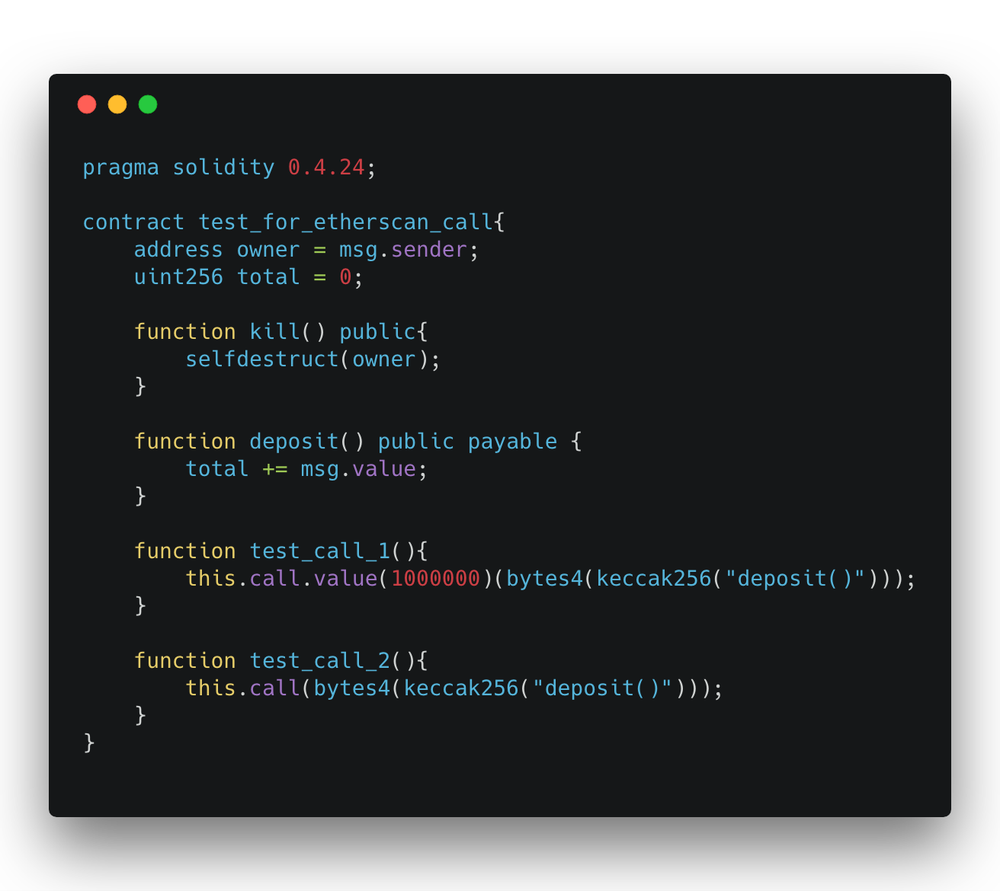 pragma solidity 0.4.24;
contract test_for_etherscan_call{
    address owner = msg.sender;
    uint256 total = 0;
    function kill() public{
        selfdestruct(owner);
    }
    function deposit() public payable {
        total += msg.value;
    }
    function test_call_1(){
        this.call.value(1000000)(bytes4(keccak256("deposit()")));
    }
    function test_call_2(){
        this.call(bytes4(keccak256("deposit()")));
    }
}